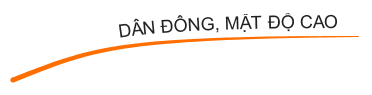 DÂN ĐÔNG, MẬT ĐỘ CAO